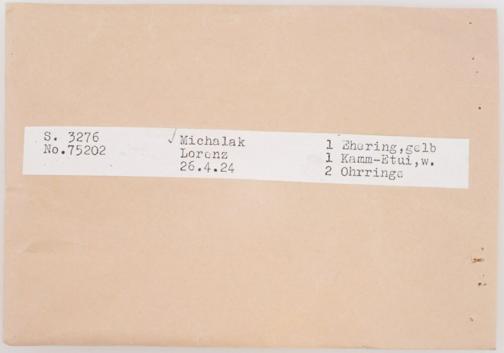 S. 3276
No.75202
Michalak
Lorenz
26.4.24
1 Ehering,gelb
1 Kamm-Etui,w.
2 Ohrringe